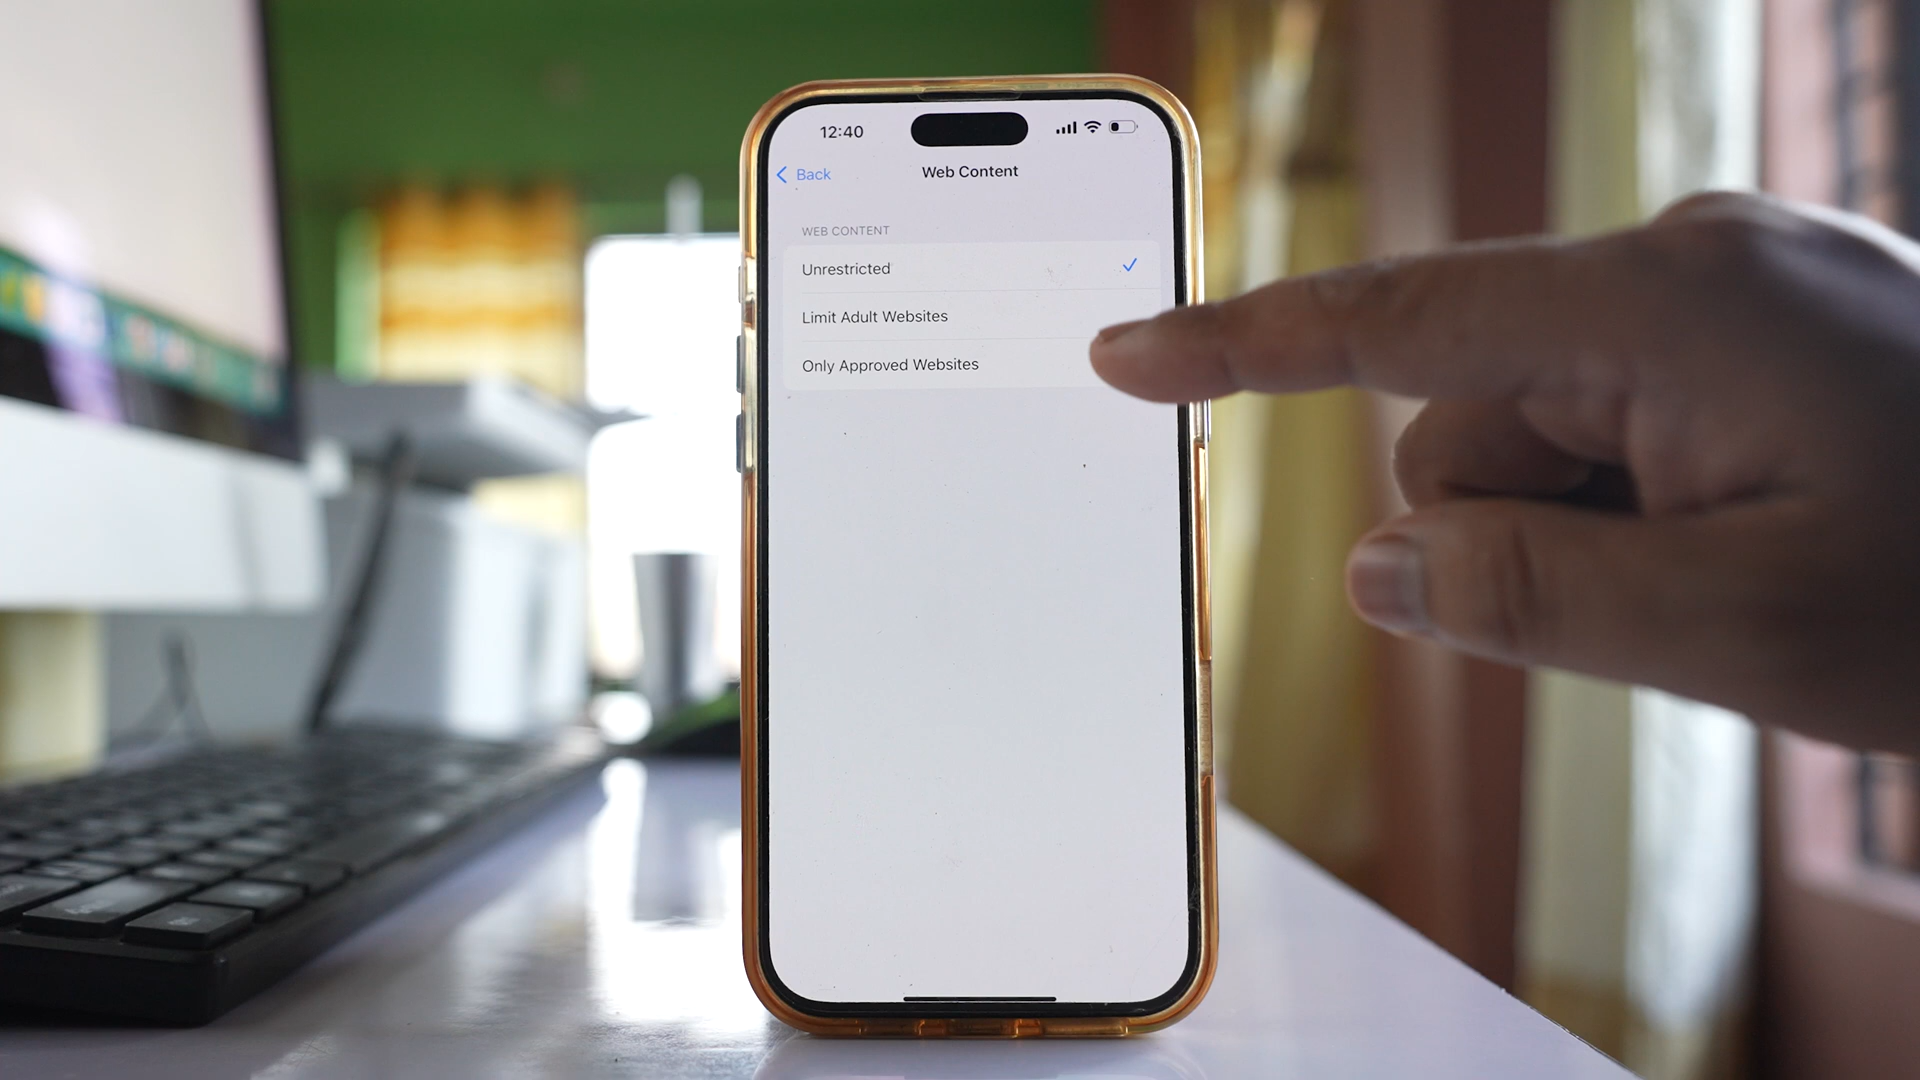 12:40
Back
Web Content
WEB CONTENT
Unrestricted
Limit Adult Websites
Only Approved Websites